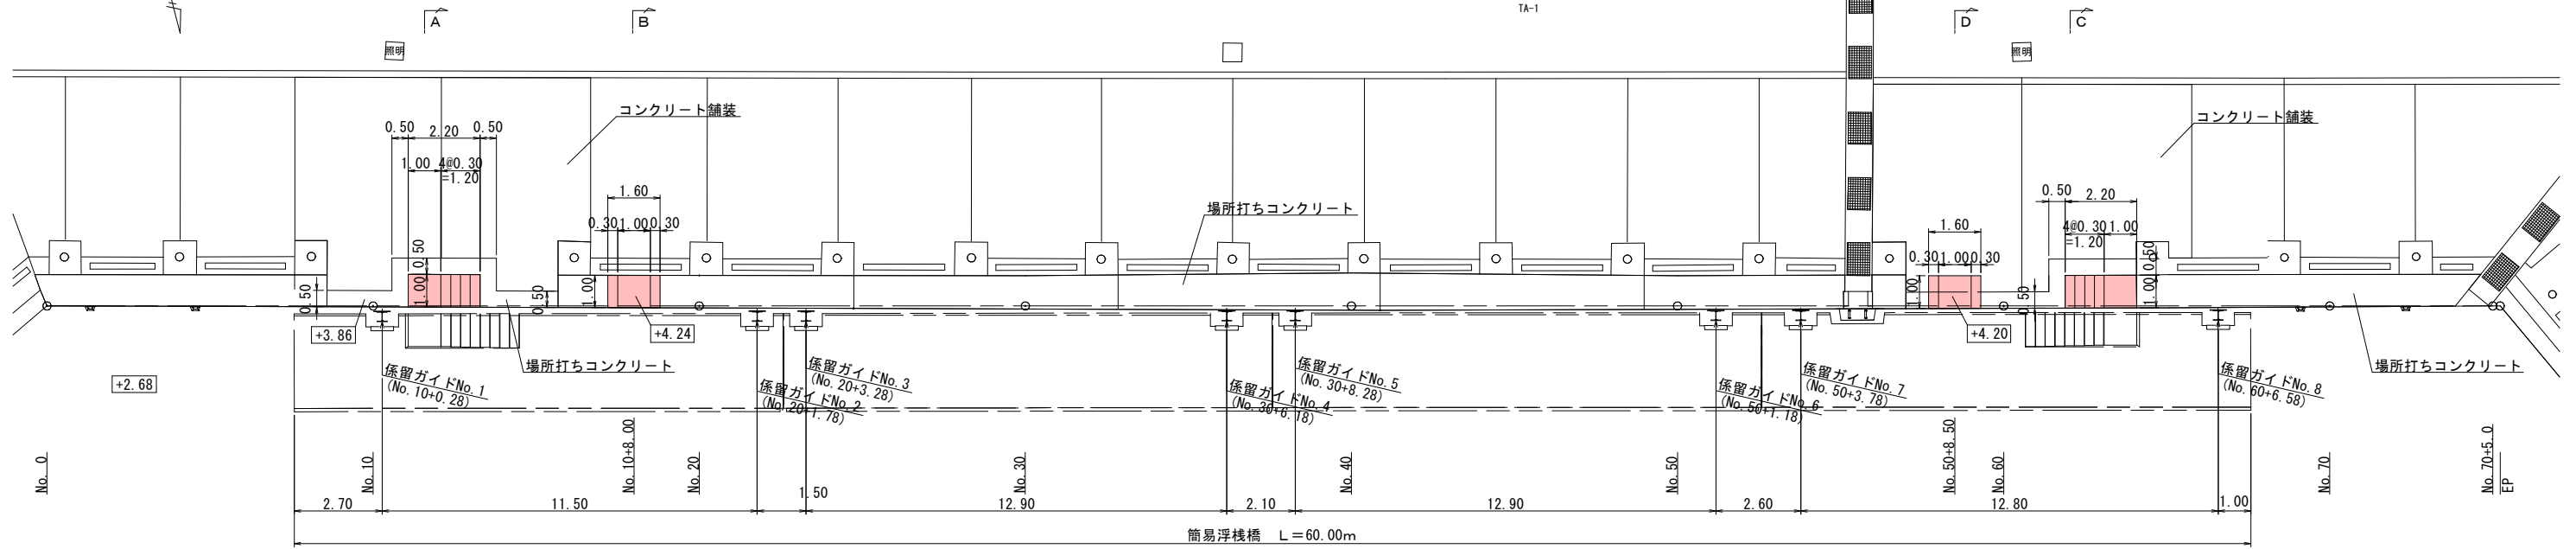 TA-1
A
B
D
C
照明
照明
コンクリート舗装
コンクリート舗装
0.50
2.20
0.50
1.00
4@0.30
=1.20
1.60
0.30
1.00
0.30
場所打ちコンクリート
0.50
2.20
4@0.30
1.00
=1.20
1.60
0.30
1.00
0.30
0.50
1.00
0.50
0.50
1.00
1.00
0.50
0.50
1.00
+3.86
+4.24
+4.20
+2.68
場所打ちコンクリート
場所打ちコンクリート
係留ガイドNo.1
(No.10+0.28)
係留ガイドNo.2
(No.20+1.78)
係留ガイドNo.3
(No.20+3.28)
係留ガイドNo.4
(No.30+6.18)
係留ガイドNo.5
(No.30+8.28)
係留ガイドNo.6
(No.50+1.18)
係留ガイドNo.7
(No.50+3.78)
係留ガイドNo.8
(No.60+6.58)
No.0
No.10
No.10+8.00
No.20
No.30
No.40
No.50
No.50+8.50
No.60
No.70
No.70+5.0
EP
2.70
11.50
1.50
12.90
2.10
12.90
2.60
12.80
1.00
簡易浮桟橋 L=60.00m